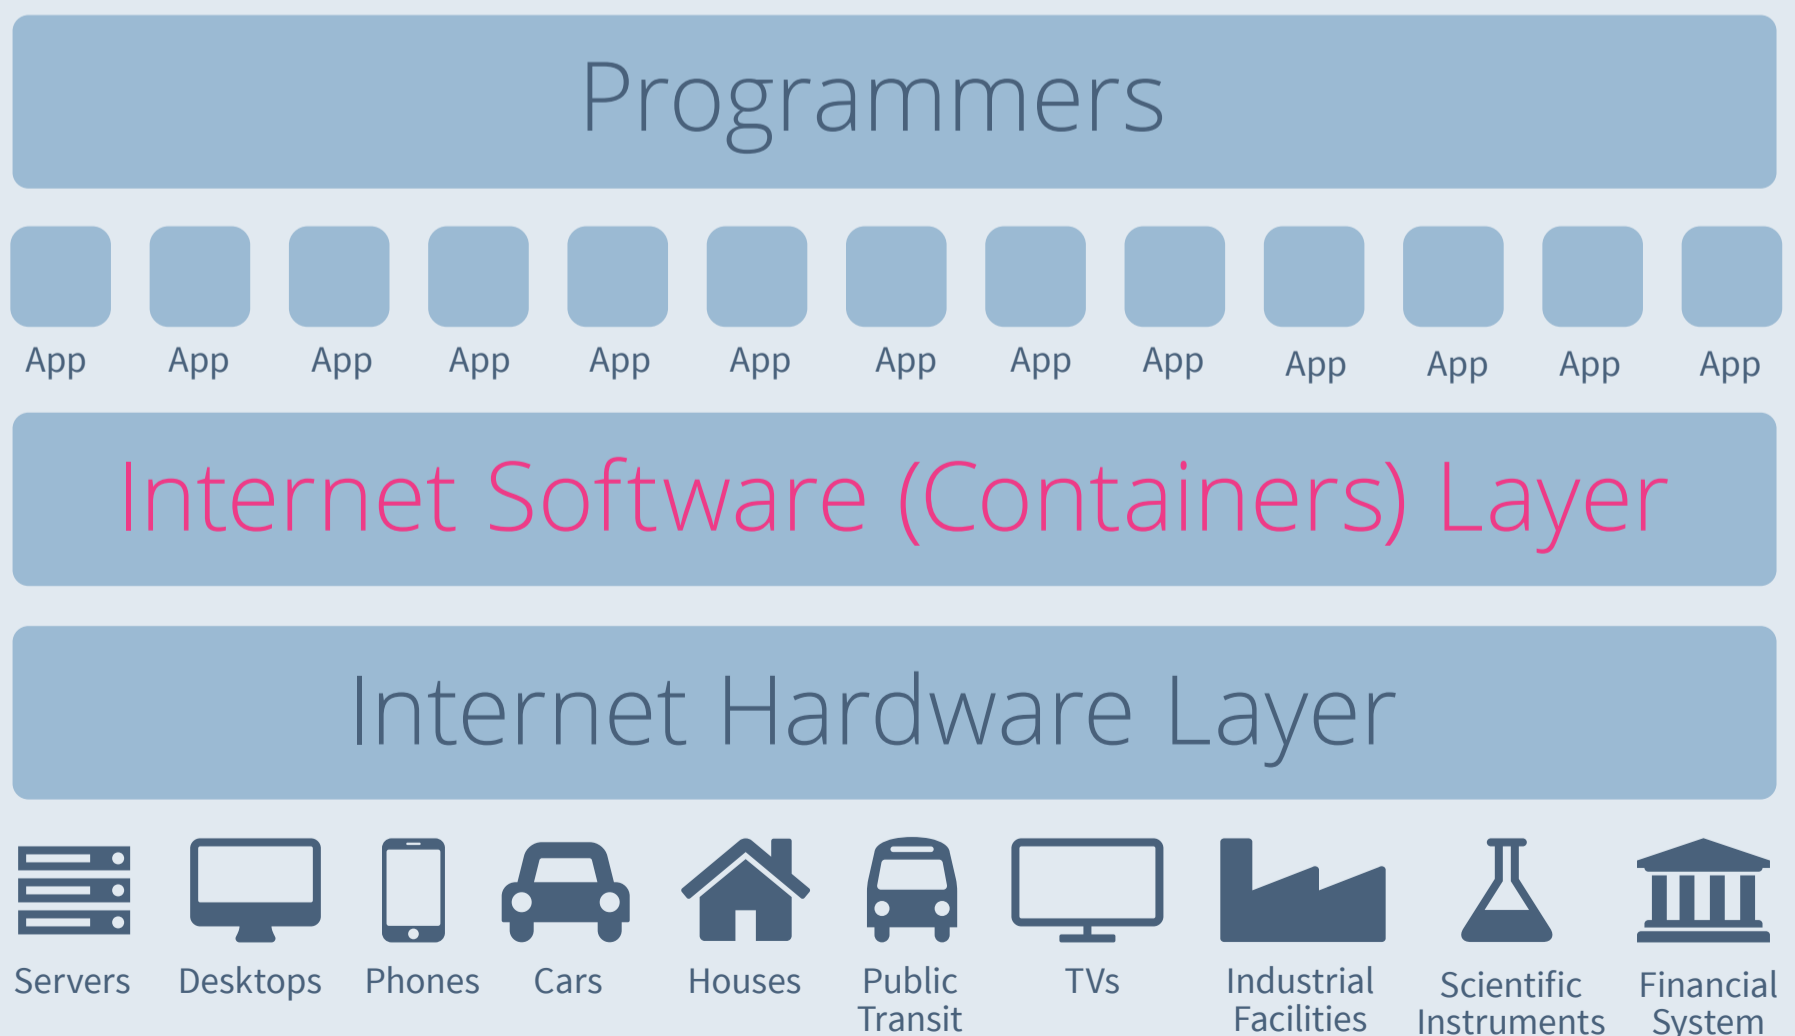 Programmers
App App App App App App App App App App App App App
Internet Software (Containers) Layer
Internet Hardware Layer
Servers Desktops Phones Cars Houses Public Transit TVs Industrial Facilities Scientific Instruments Financial System